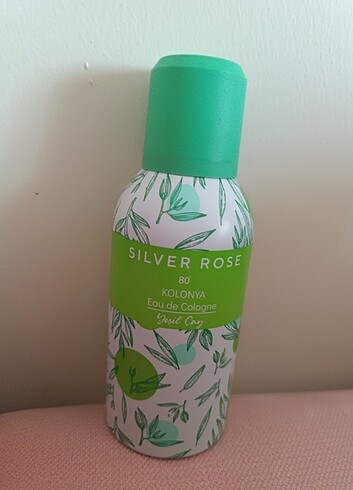 SILVER ROSE
80°
KOLONYA
Eau de Cologne
Yeşil Çay